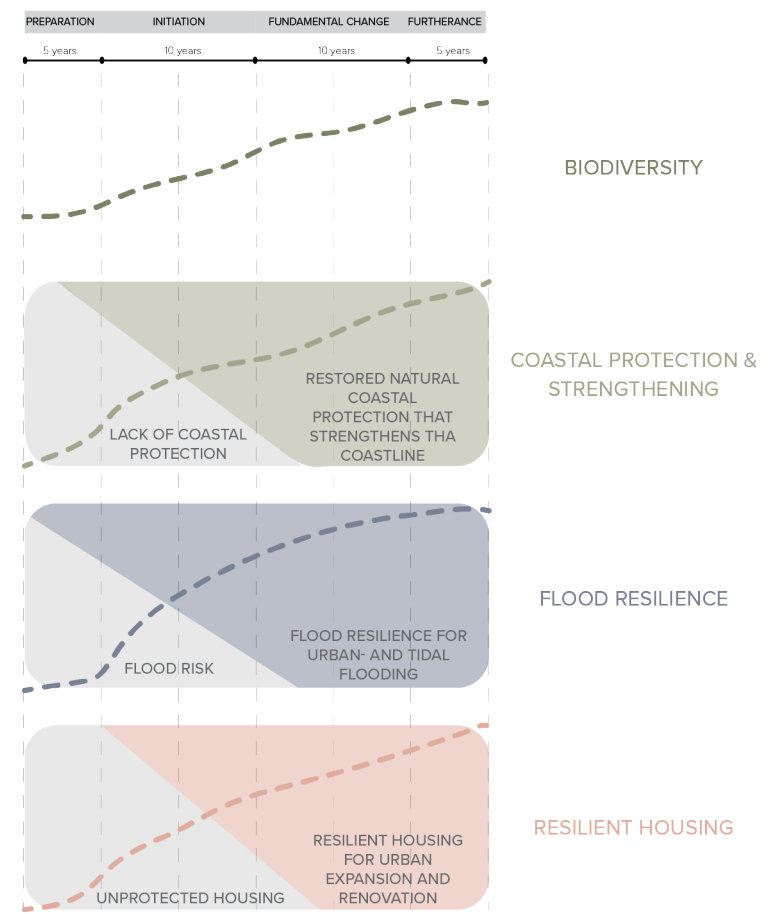 PREPARATION INITIATION FUNDAMENTAL CHANGE FURTHERANCE
5 years 10 years 10 years 5 years
BIODIVERSITY
COASTAL PROTECTION &
STRENGTHENING
RESTORED NATURAL
COASTAL
PROTECTION THAT
STRENGTHENS THA
COASTLINE
LACK OF COASTAL
PROTECTION
FLOOD RESILIENCE
FLOOD RESILIENCE FOR
URBAN- AND TIDAL
FLOODING
FLOOD RISK
RESILIENT HOUSING
RESILIENT HOUSING
FOR URBAN
EXPANSION AND
RENOVATION
UNPROTECTED HOUSING